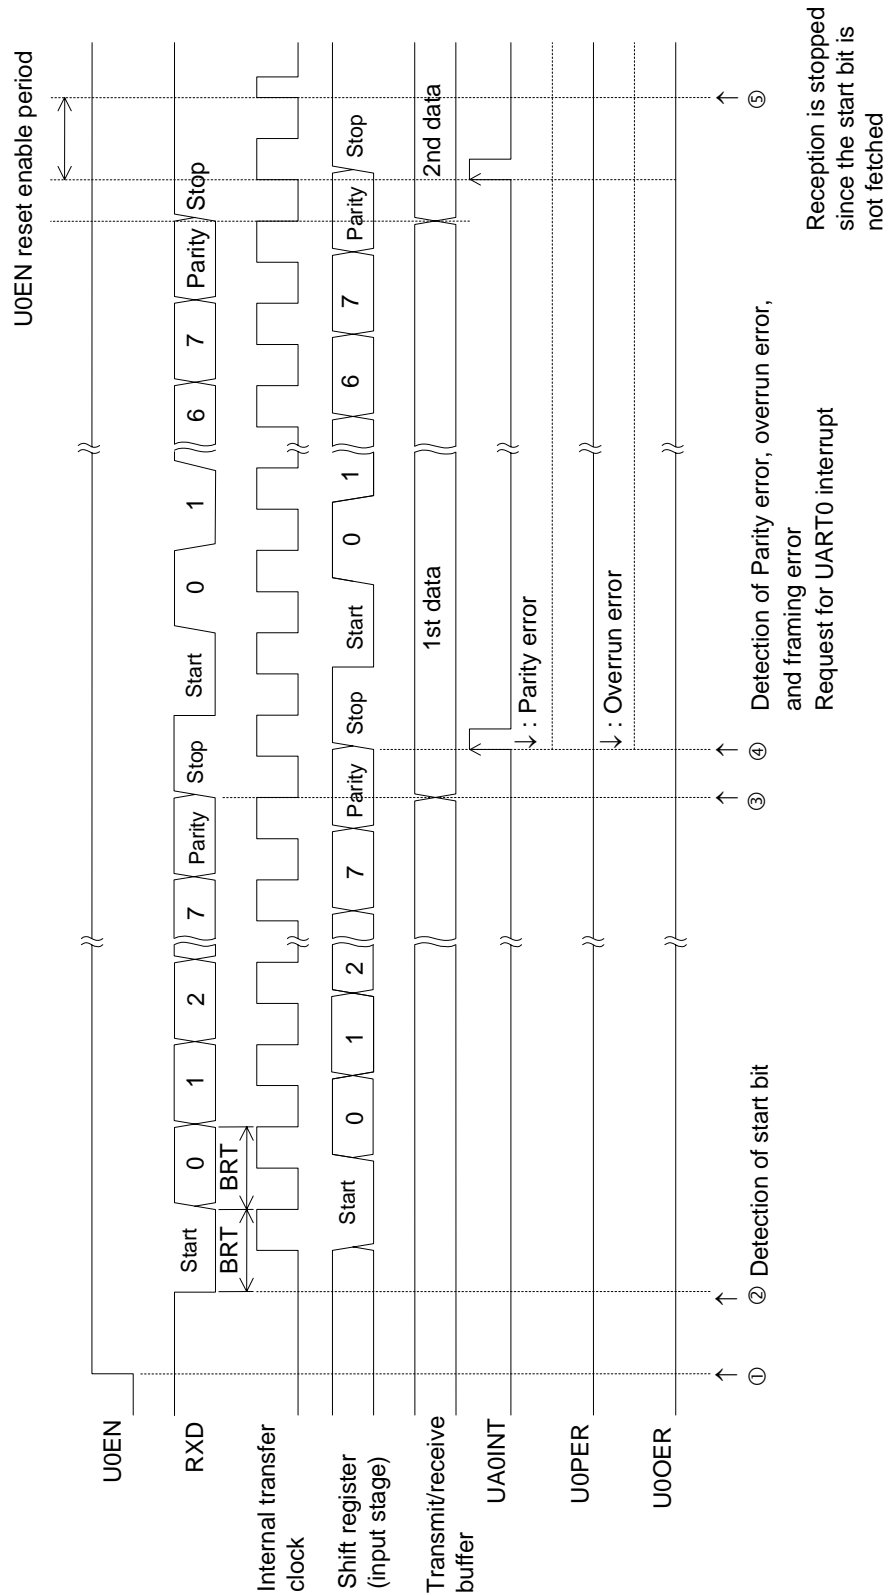 U0EN reset enable period
U0EN
RXD
Start
0
1
2
7
Parity
Stop
Start
0
1
6
7
Parity
Stop
BRT
BRT
Internal transfer
clock
Shift register
(input stage)
Start
0
1
2
7
Parity
Stop
Start
0
1
6
7
Parity
Stop
Transmit/receive
buffer
1st data
2nd data
UA0INT
↓ : Parity error
U0PER
↓ : Overrun error
U0OER
①
② Detection of start bit
③
④
Detection of Parity error, overrun error,
and framing error
Request for UART0 interrupt
⑤
Reception is stopped
since the start bit is
not fetched